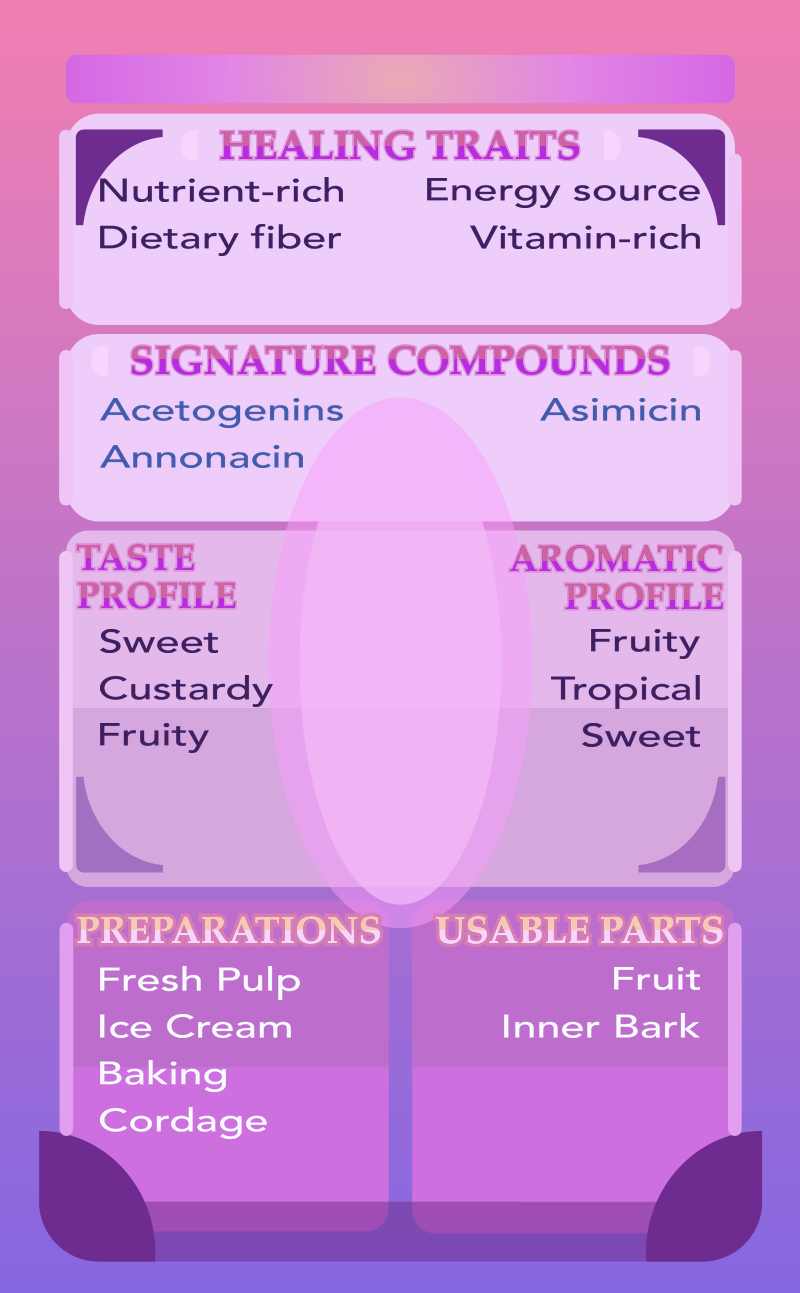 HEALING TRAITS
Nutrient-rich
Energy source
Dietary fiber
Vitamin-rich
SIGNATURE COMPOUNDS
Acetogenins
Asimicin
Annonacin
TASTE
PROFILE
Sweet
Custardy
Fruity
AROMATIC
PROFILE
Fruity
Tropical
Sweet
PREPARATIONS
Fresh Pulp
Ice Cream
Baking
Cordage
USABLE PARTS
Fruit
Inner Bark